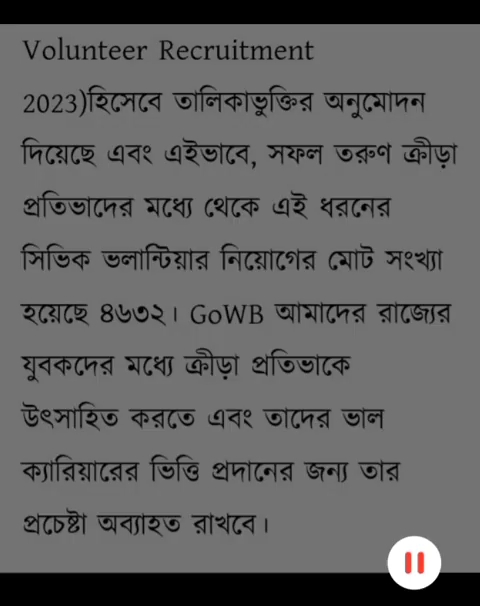 Volunteer Recruitment
2023)হিসেবে তালিকাভুক্তির অনুমোদন
দিয়েছে এবং এইভাবে, সফল তরুণ ক্রীড়া
প্রতিভাদের মধ্যে থেকে এই ধরনের
সিভিক ভলান্টিয়ার নিয়োগের মোট সংখ্যা
হয়েছে ৪৬৩২। GoWB আমাদের রাজ্যের
যুবকদের মধ্যে ক্রীড়া প্রতিভাকে
উৎসাহিত করতে এবং তাদের ভাল
ক্যারিয়ারের ভিত্তি প্রদানের জন্য তার
প্রচেষ্টা অব্যাহত রাখবে।